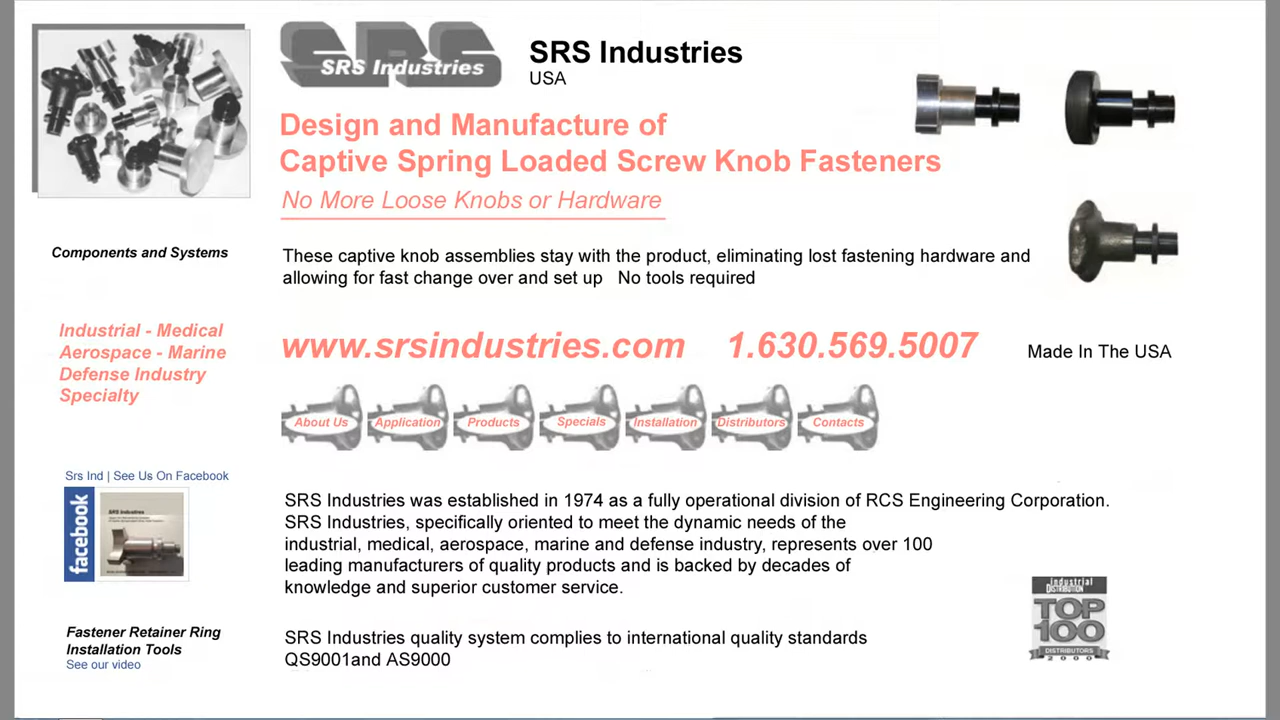 SRS Industries
SRS Industries
USA
Design and Manufacture of
Captive Spring Loaded Screw Knob Fasteners
No More Loose Knobs or Hardware
Components and Systems
These captive knob assemblies stay with the product, eliminating lost fastening hardware and
allowing for fast change over and set up No tools required
Industrial - Medical
Aerospace - Marine
Defense Industry
Specialty
www.srsindustries.com 1.630.569.5007
Made In The USA
About Us
Application
Products
Specials
Installation
Distributors
Contacts
Srs Ind | See Us On Facebook
facebook
SRS Industries
SRS Industries was established in 1974 as a fully operational division of RCS Engineering Corporation.
SRS Industries, specifically oriented to meet the dynamic needs of the
industrial, medical, aerospace, marine and defense industry, represents over 100
leading manufacturers of quality products and is backed by decades of
knowledge and superior customer service.
industrial
DISTRIBUTION
TOP
100
DISTRIBUTORS
2000
Fastener Retainer Ring
Installation Tools
See our video
SRS Industries quality system complies to international quality standards
QS9001and AS9000